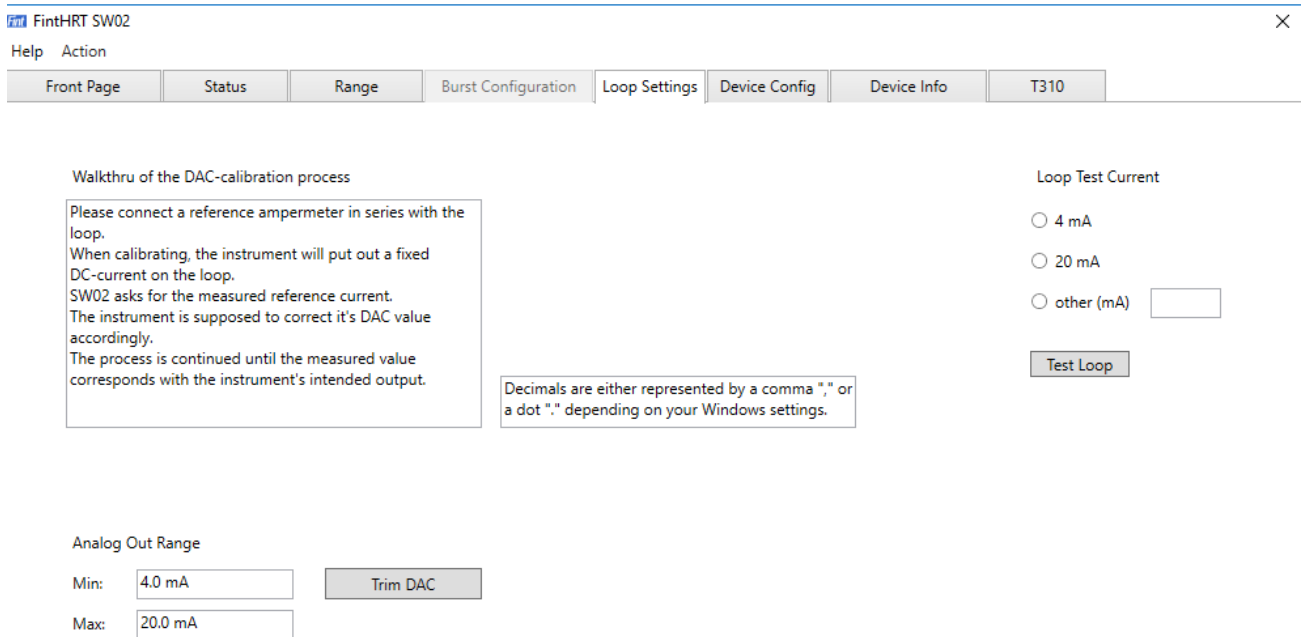 Fint FintHRT SW02
Help Action
Front Page Status Range Burst Configuration Loop Settings Device Config Device Info T310
Walkthru of the DAC-calibration process
Please connect a reference ampermeter in series with the
loop.
When calibrating, the instrument will put out a fixed
DC-current on the loop.
SW02 asks for the measured reference current.
The instrument is supposed to correct it's DAC value
accordingly.
The process is continued until the measured value
corresponds with the instrument's intended output.
Decimals are either represented by a comma "," or
a dot "." depending on your Windows settings.
Loop Test Current
4 mA
20 mA
other (mA)
Test Loop
Analog Out Range
Min: 4.0 mA Trim DAC
Max: 20.0 mA